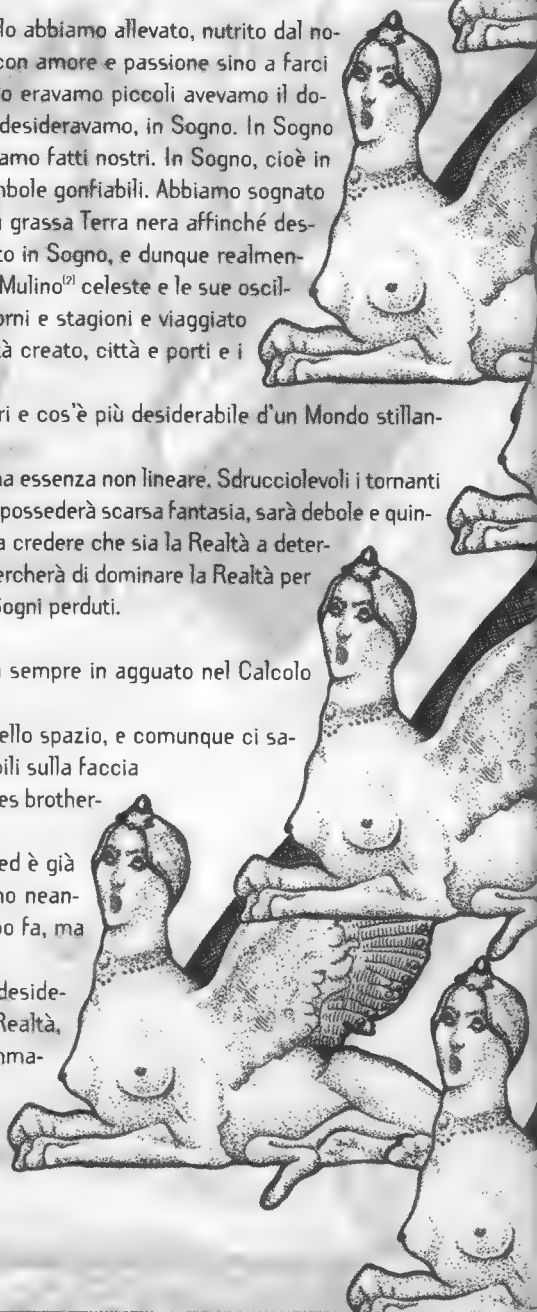 lo abbiamo allevato, nutrito dal no-
con amore e passione sino a farci
o eravamo piccoli avevamo il do-
desideravamo, in Sogno. In Sogno
amo fatti nostri. In Sogno, cioè in
mbole gonfiabili. Abbiamo sognato
grassa Terra nera affinché des-
to in Sogno, e dunque realmen-
Mulino[2] celeste e le sue oscil-
orni e stagioni e viaggiato
tà creato, città e porti e i
ri e cos'è più desiderabile d'un Mondo stillan-
na essenza non lineare. Sdrucciolevoli i tornanti
possederà scarsa fantasia, sarà debole e quin-
a credere che sia la Realtà a deter-
ercherà di dominare la Realtà per
Sogni perduti.
sempre in agguato nel Calcolo
ello spazio, e comunque ci sa-
bili sulla faccia
es brother-
ed è già
no nean-
po fa, ma
deside-
Realtà,
mma-